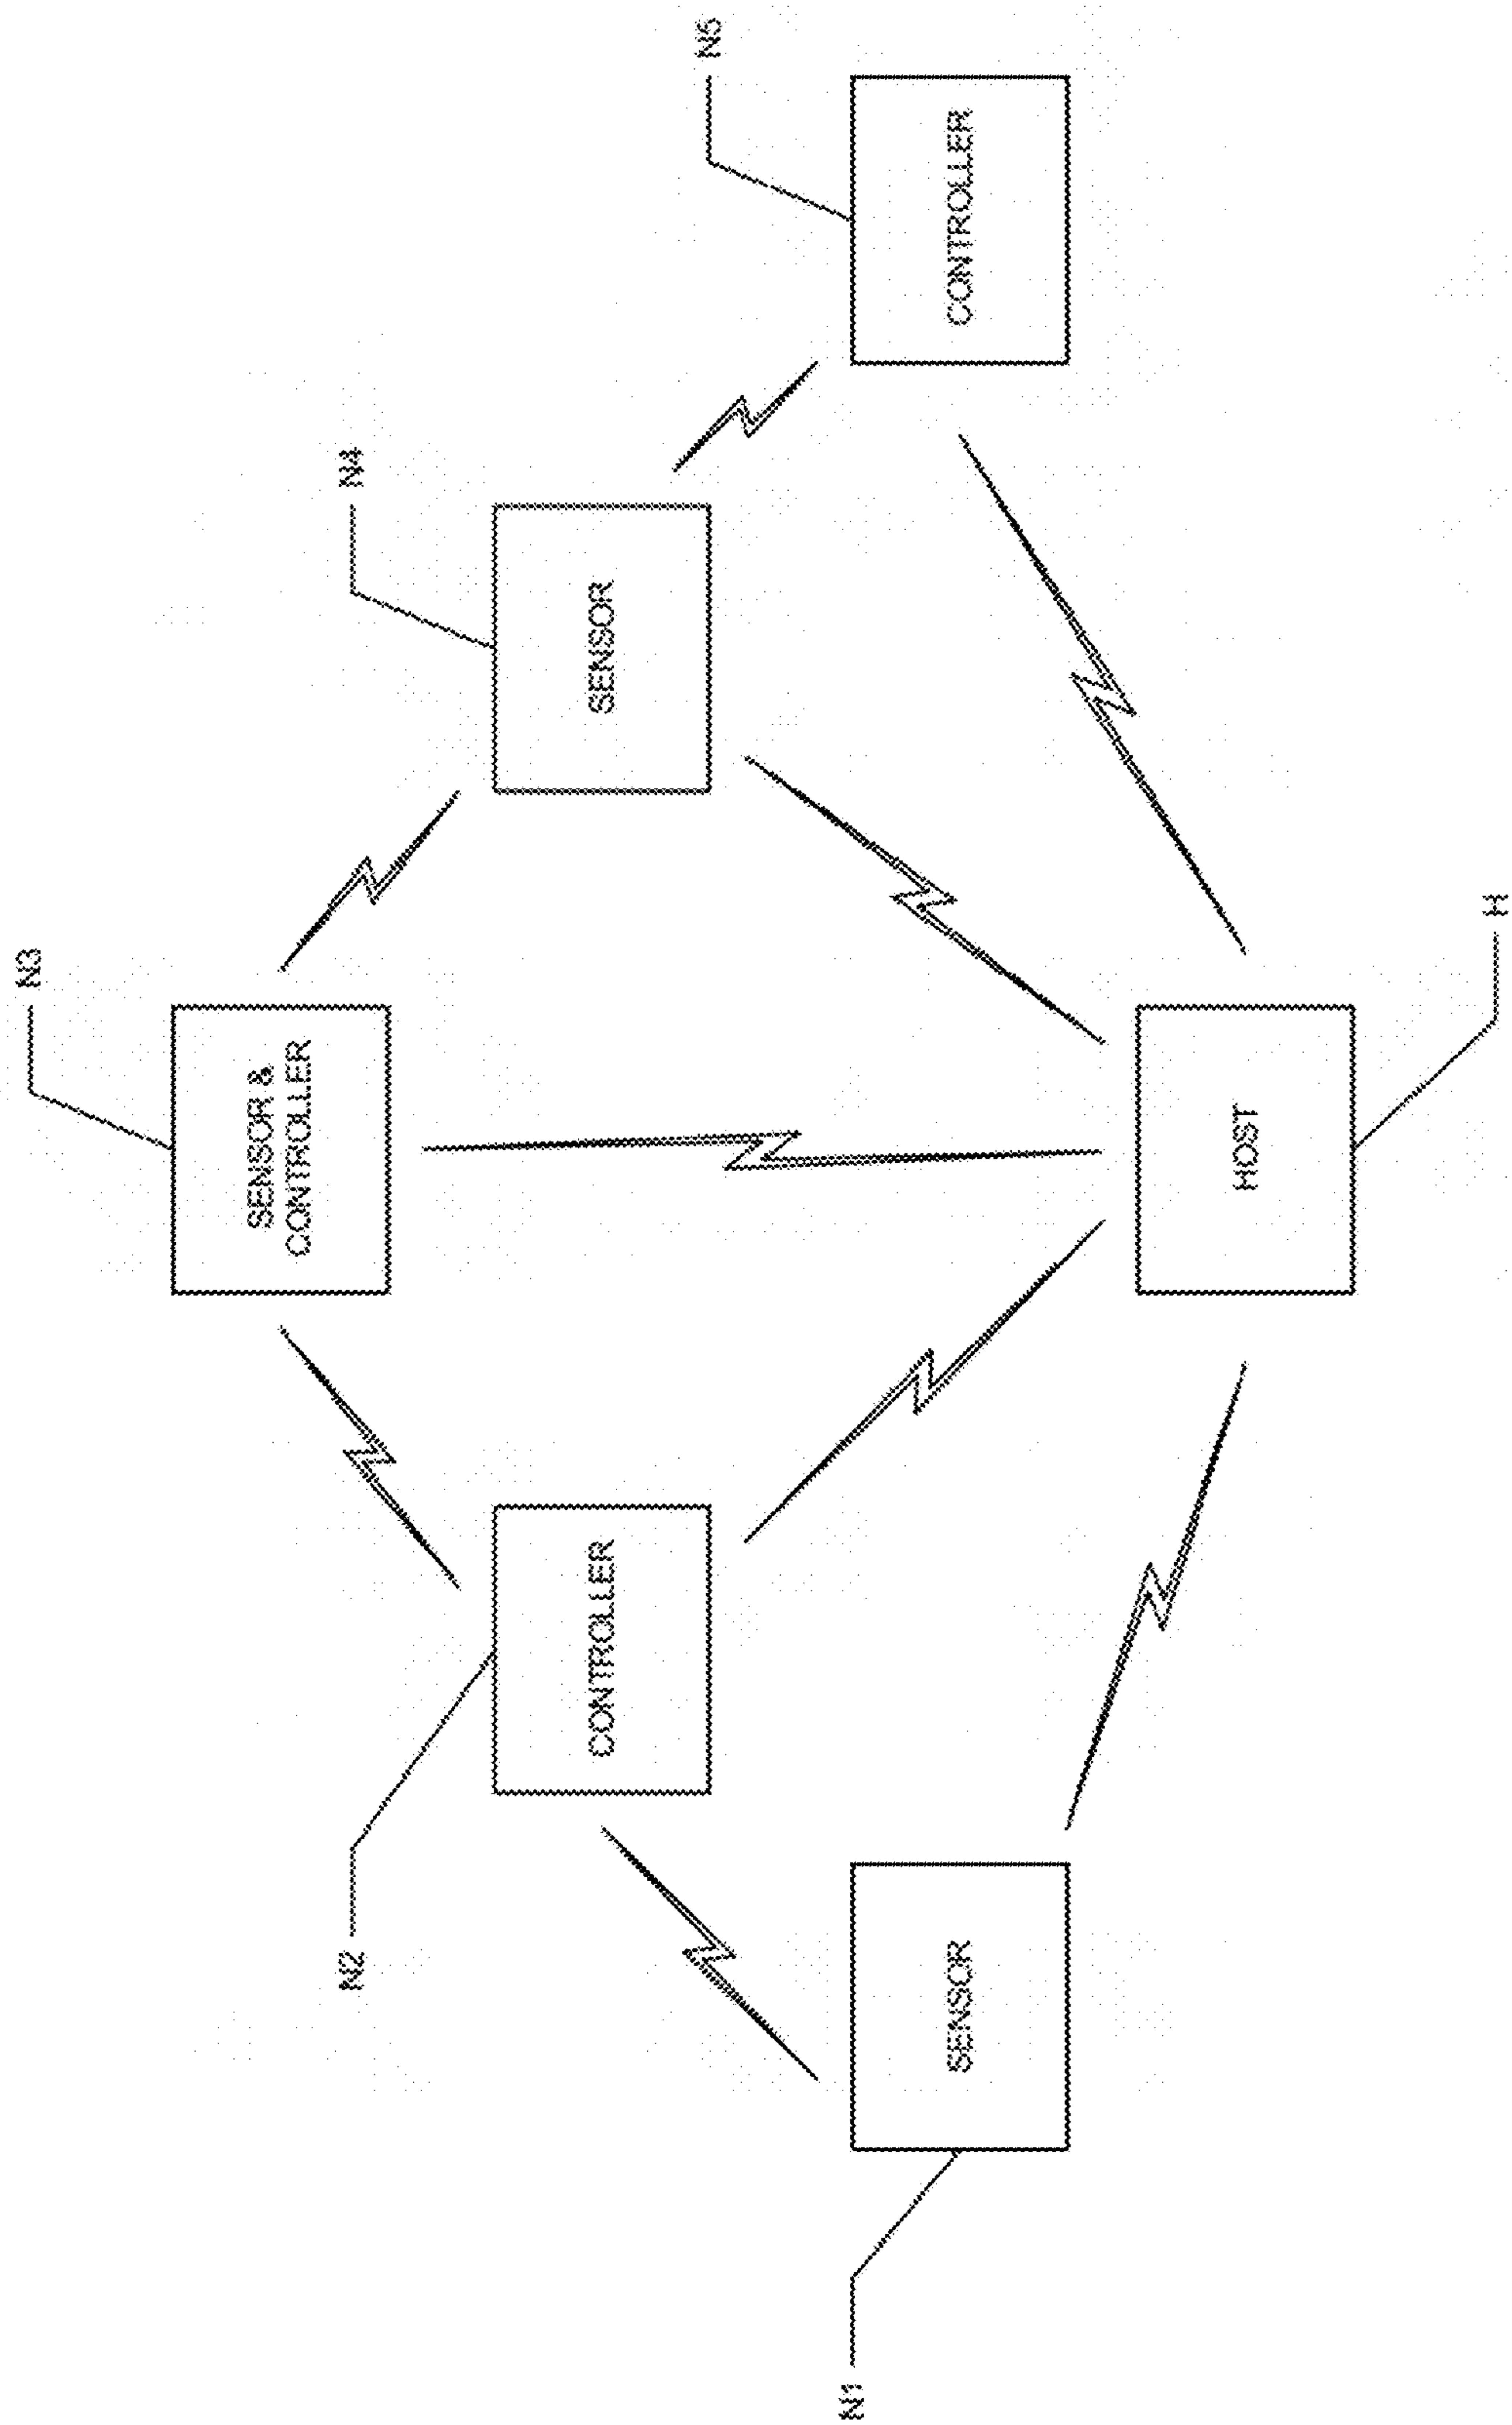 N3
SENSOR &
CONTROLLER
N2
CONTROLLER
N4
SENSOR
N1
SENSOR
N5
CONTROLLER
HOST
H